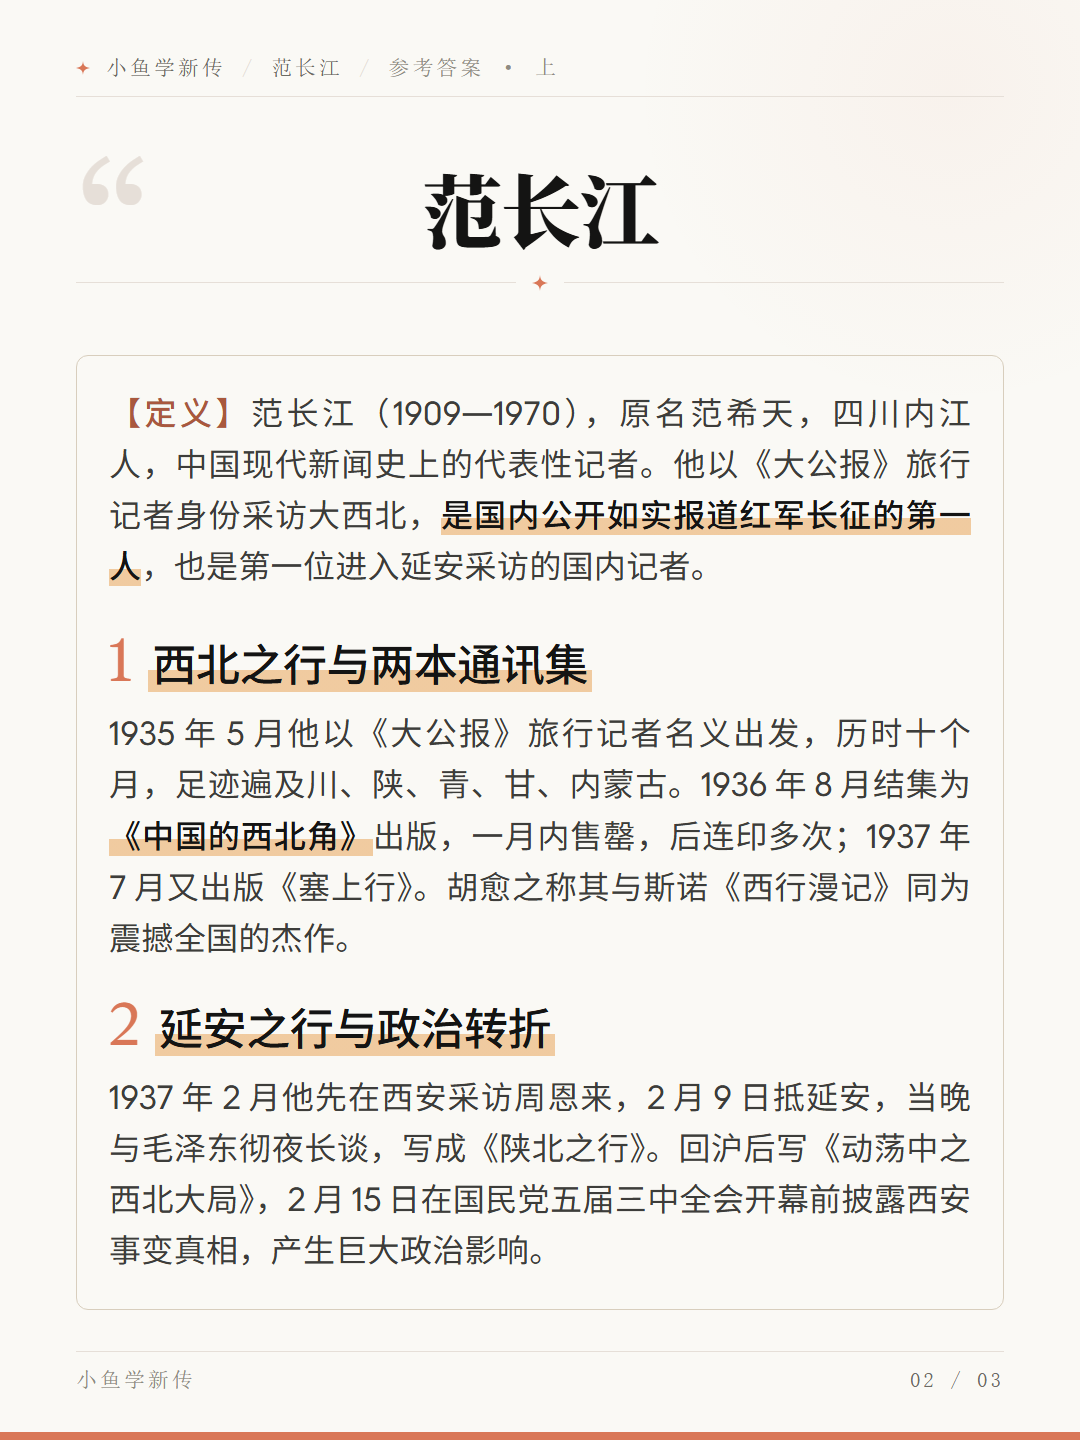 ✦ 小鱼学新传 / 范长江 / 参考答案 • 上
“
范长江
✦
【定义】范长江（1909—1970），原名范希天，四川内江
人，中国现代新闻史上的代表性记者。他以《大公报》旅行
记者身份采访大西北，是国内公开如实报道红军长征的第一
人，也是第一位进入延安采访的国内记者。
1 西北之行与两本通讯集
1935 年 5 月他以《大公报》旅行记者名义出发，历时十个
月，足迹遍及川、陕、青、甘、内蒙古。1936 年 8 月结集为
《中国的西北角》出版，一月内售罄，后连印多次；1937 年
7 月又出版《塞上行》。胡愈之称其与斯诺《西行漫记》同为
震撼全国的杰作。
2 延安之行与政治转折
1937 年 2 月他先在西安采访周恩来，2 月 9 日抵延安，当晚
与毛泽东彻夜长谈，写成《陕北之行》。回沪后写《动荡中之
西北大局》，2 月 15 日在国民党五届三中全会开幕前披露西安
事变真相，产生巨大政治影响。
小鱼学新传
02 / 03